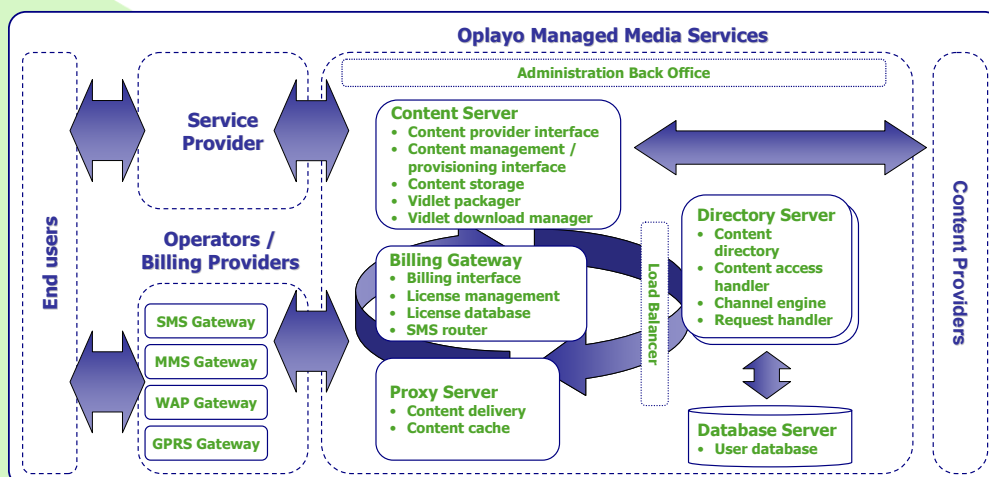 Oplayo Managed Media Services
Administration Back Office
End users
Service
Provider
Operators /
Billing Providers
SMS Gateway
MMS Gateway
WAP Gateway
GPRS Gateway
Content Server
• Content provider interface
• Content management /
provisioning interface
• Content storage
• Vidlet packager
• Vidlet download manager
Billing Gateway
• Billing interface
• License management
• License database
• SMS router
Proxy Server
• Content delivery
• Content cache
Load Balancer
Directory Server
• Content
directory
• Content access
handler
• Channel engine
• Request handler
Database Server
• User database
Content Providers